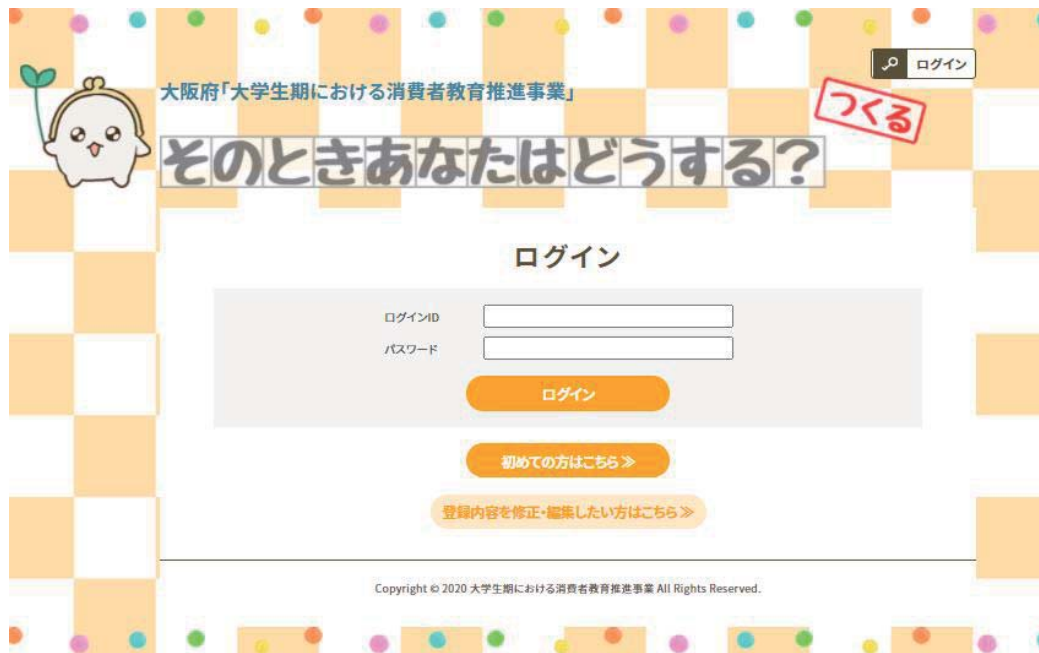 ログイン
大阪府「大学生期における消費者教育推進事業」
つくる
そのときあなたはどうする?
ログイン
ログインID
パスワード
ログイン
初めての方はこちら≫
登録内容を修正・編集したい方はこちら≫
Copyright © 2020 大学生期における消費者教育推進事業 All Rights Reserved.